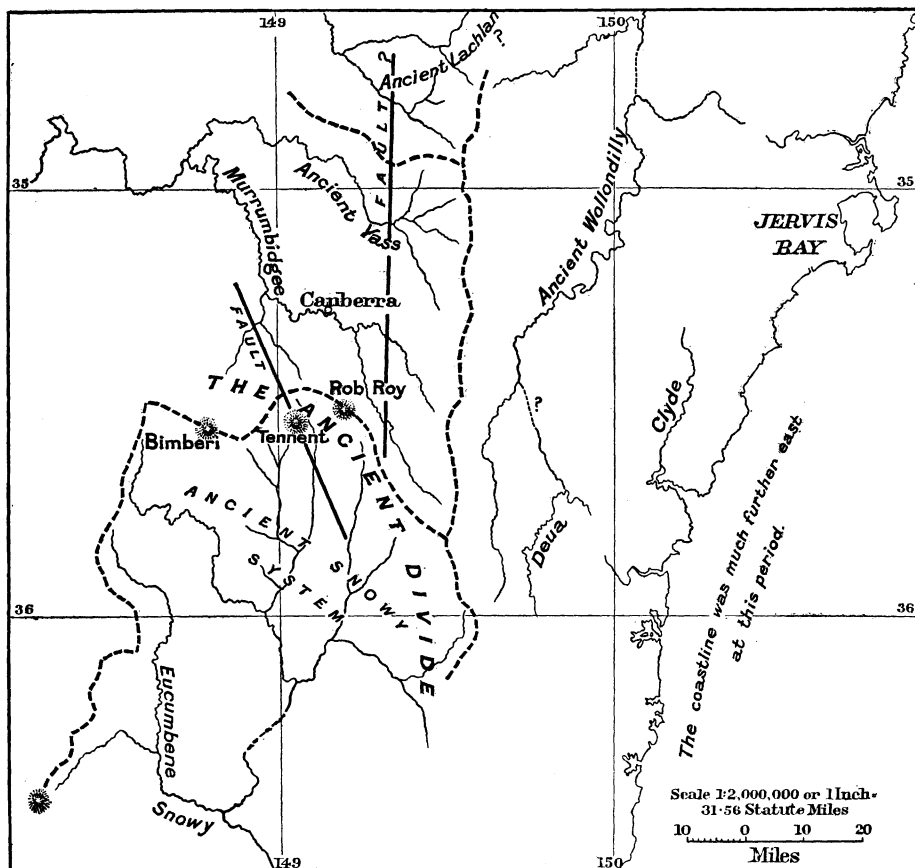 149
150
Ancient Lachlan
?
FAULT ?
35
35
Murrumbidgee
Ancient
Yass
Ancient Wollondilly
JERVIS
BAY
Canberra
FAULT
THE ANCIENT DIVIDE
Rob Roy
Bimberi
Tennent
Clyde
?
ANCIENT SNOWY
SYSTEM
Deua
The coastline was much further east
at this period.
36
36
Eucumbene
Snowy
Scale 1:2,000,000 or 1 Inch=
31·56 Statute Miles
10 0 10 20
Miles
149
150